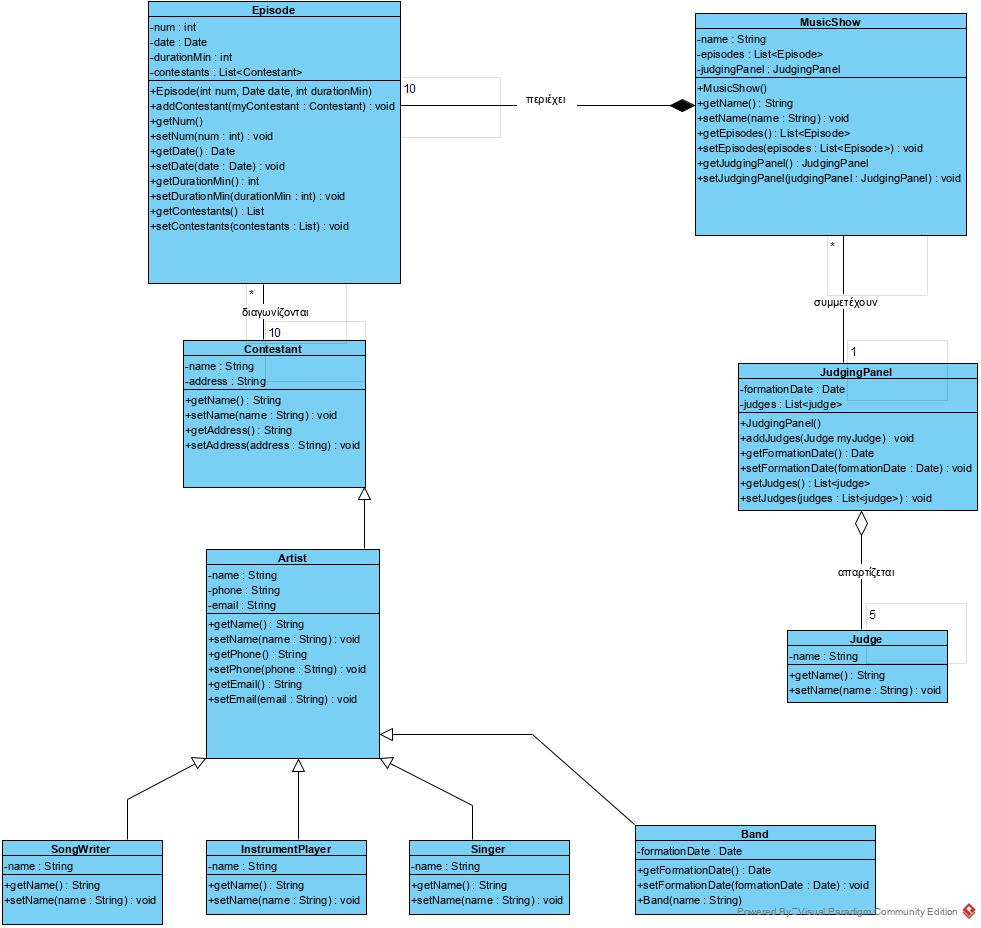 Episode
-num : int
-date : Date
-durationMin : int
-contestants : List<Contestant>
+Episode(int num, Date date, int durationMin)
+addContestant(myContestant : Contestant) : void
+getNum()
+setNum(num : int) : void
+getDate() : Date
+setDate(date : Date) : void
+getDurationMin() : int
+setDurationMin(durationMin : int) : void
+getContestants() : List
+setContestants(contestants : List) : void
10
περιέχει
MusicShow
-name : String
-episodes : List<Episode>
-judgingPanel : JudgingPanel
+MusicShow()
+getName() : String
+setName(name : String) : void
+getEpisodes() : List<Episode>
+setEpisodes(episodes : List<Episode>) : void
+getJudgingPanel() : JudgingPanel
+setJudgingPanel(judgingPanel : JudgingPanel) : void
*
διαγωνίζονται
10
*
συμμετέχουν
1
Contestant
-name : String
-address : String
+getName() : String
+setName(name : String) : void
+getAddress() : String
+setAddress(address : String) : void
JudgingPanel
-formationDate : Date
-judges : List<judge>
+JudgingPanel()
+addJudges(Judge myJudge) : void
+getFormationDate() : Date
+setFormationDate(formationDate : Date) : void
+getJudges() : List<judge>
+setJudges(judges : List<judge>) : void
απαρτίζεται
5
Judge
-name : String
+getName() : String
+setName(name : String) : void
Artist
-name : String
-phone : String
-email : String
+getName() : String
+setName(name : String) : void
+getPhone() : String
+setPhone(phone : String) : void
+getEmail() : String
+setEmail(email : String) : void
SongWriter
-name : String
+getName() : String
+setName(name : String) : void
InstrumentPlayer
-name : String
+getName() : String
+setName(name : String) : void
Singer
-name : String
+getName() : String
+setName(name : String) : void
Band
-formationDate : Date
+getFormationDate() : Date
+setFormationDate(formationDate : Date) : void
+Band(name : String)
Powered By Visual Paradigm Community Edition